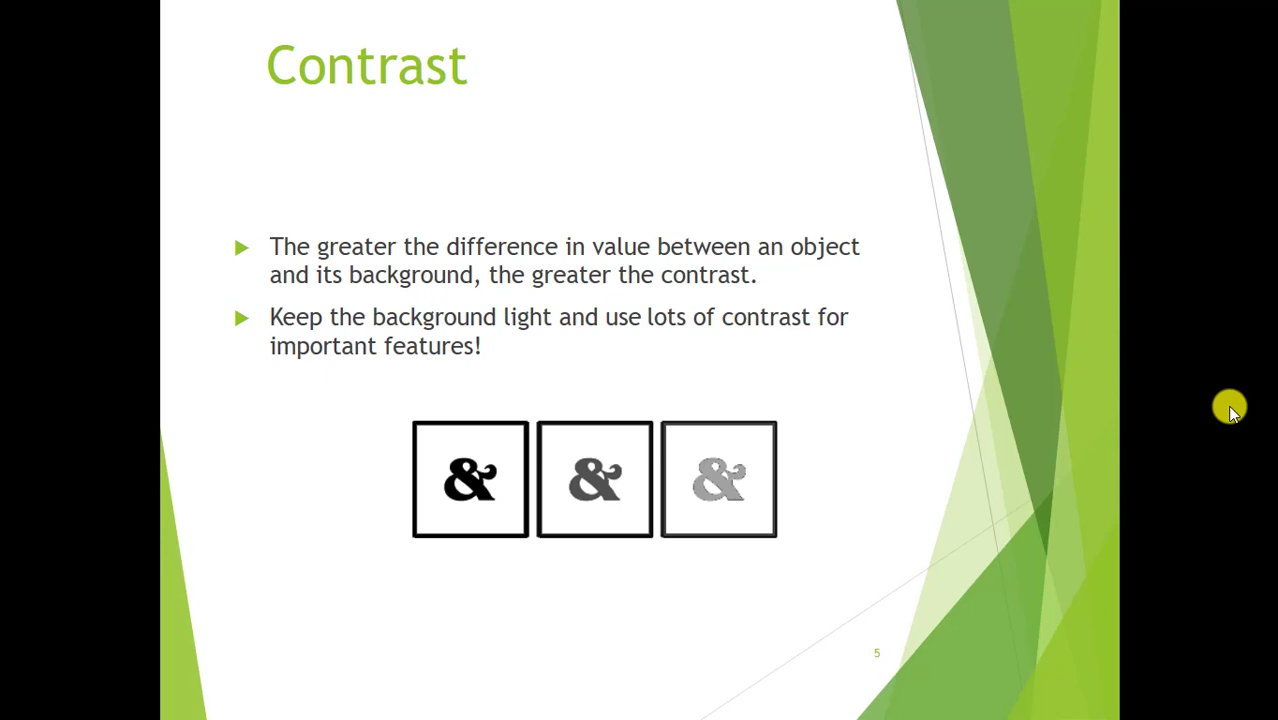 Contrast
The greater the difference in value between an object
and its background, the greater the contrast.
Keep the background light and use lots of contrast for
important features!
& & &
5